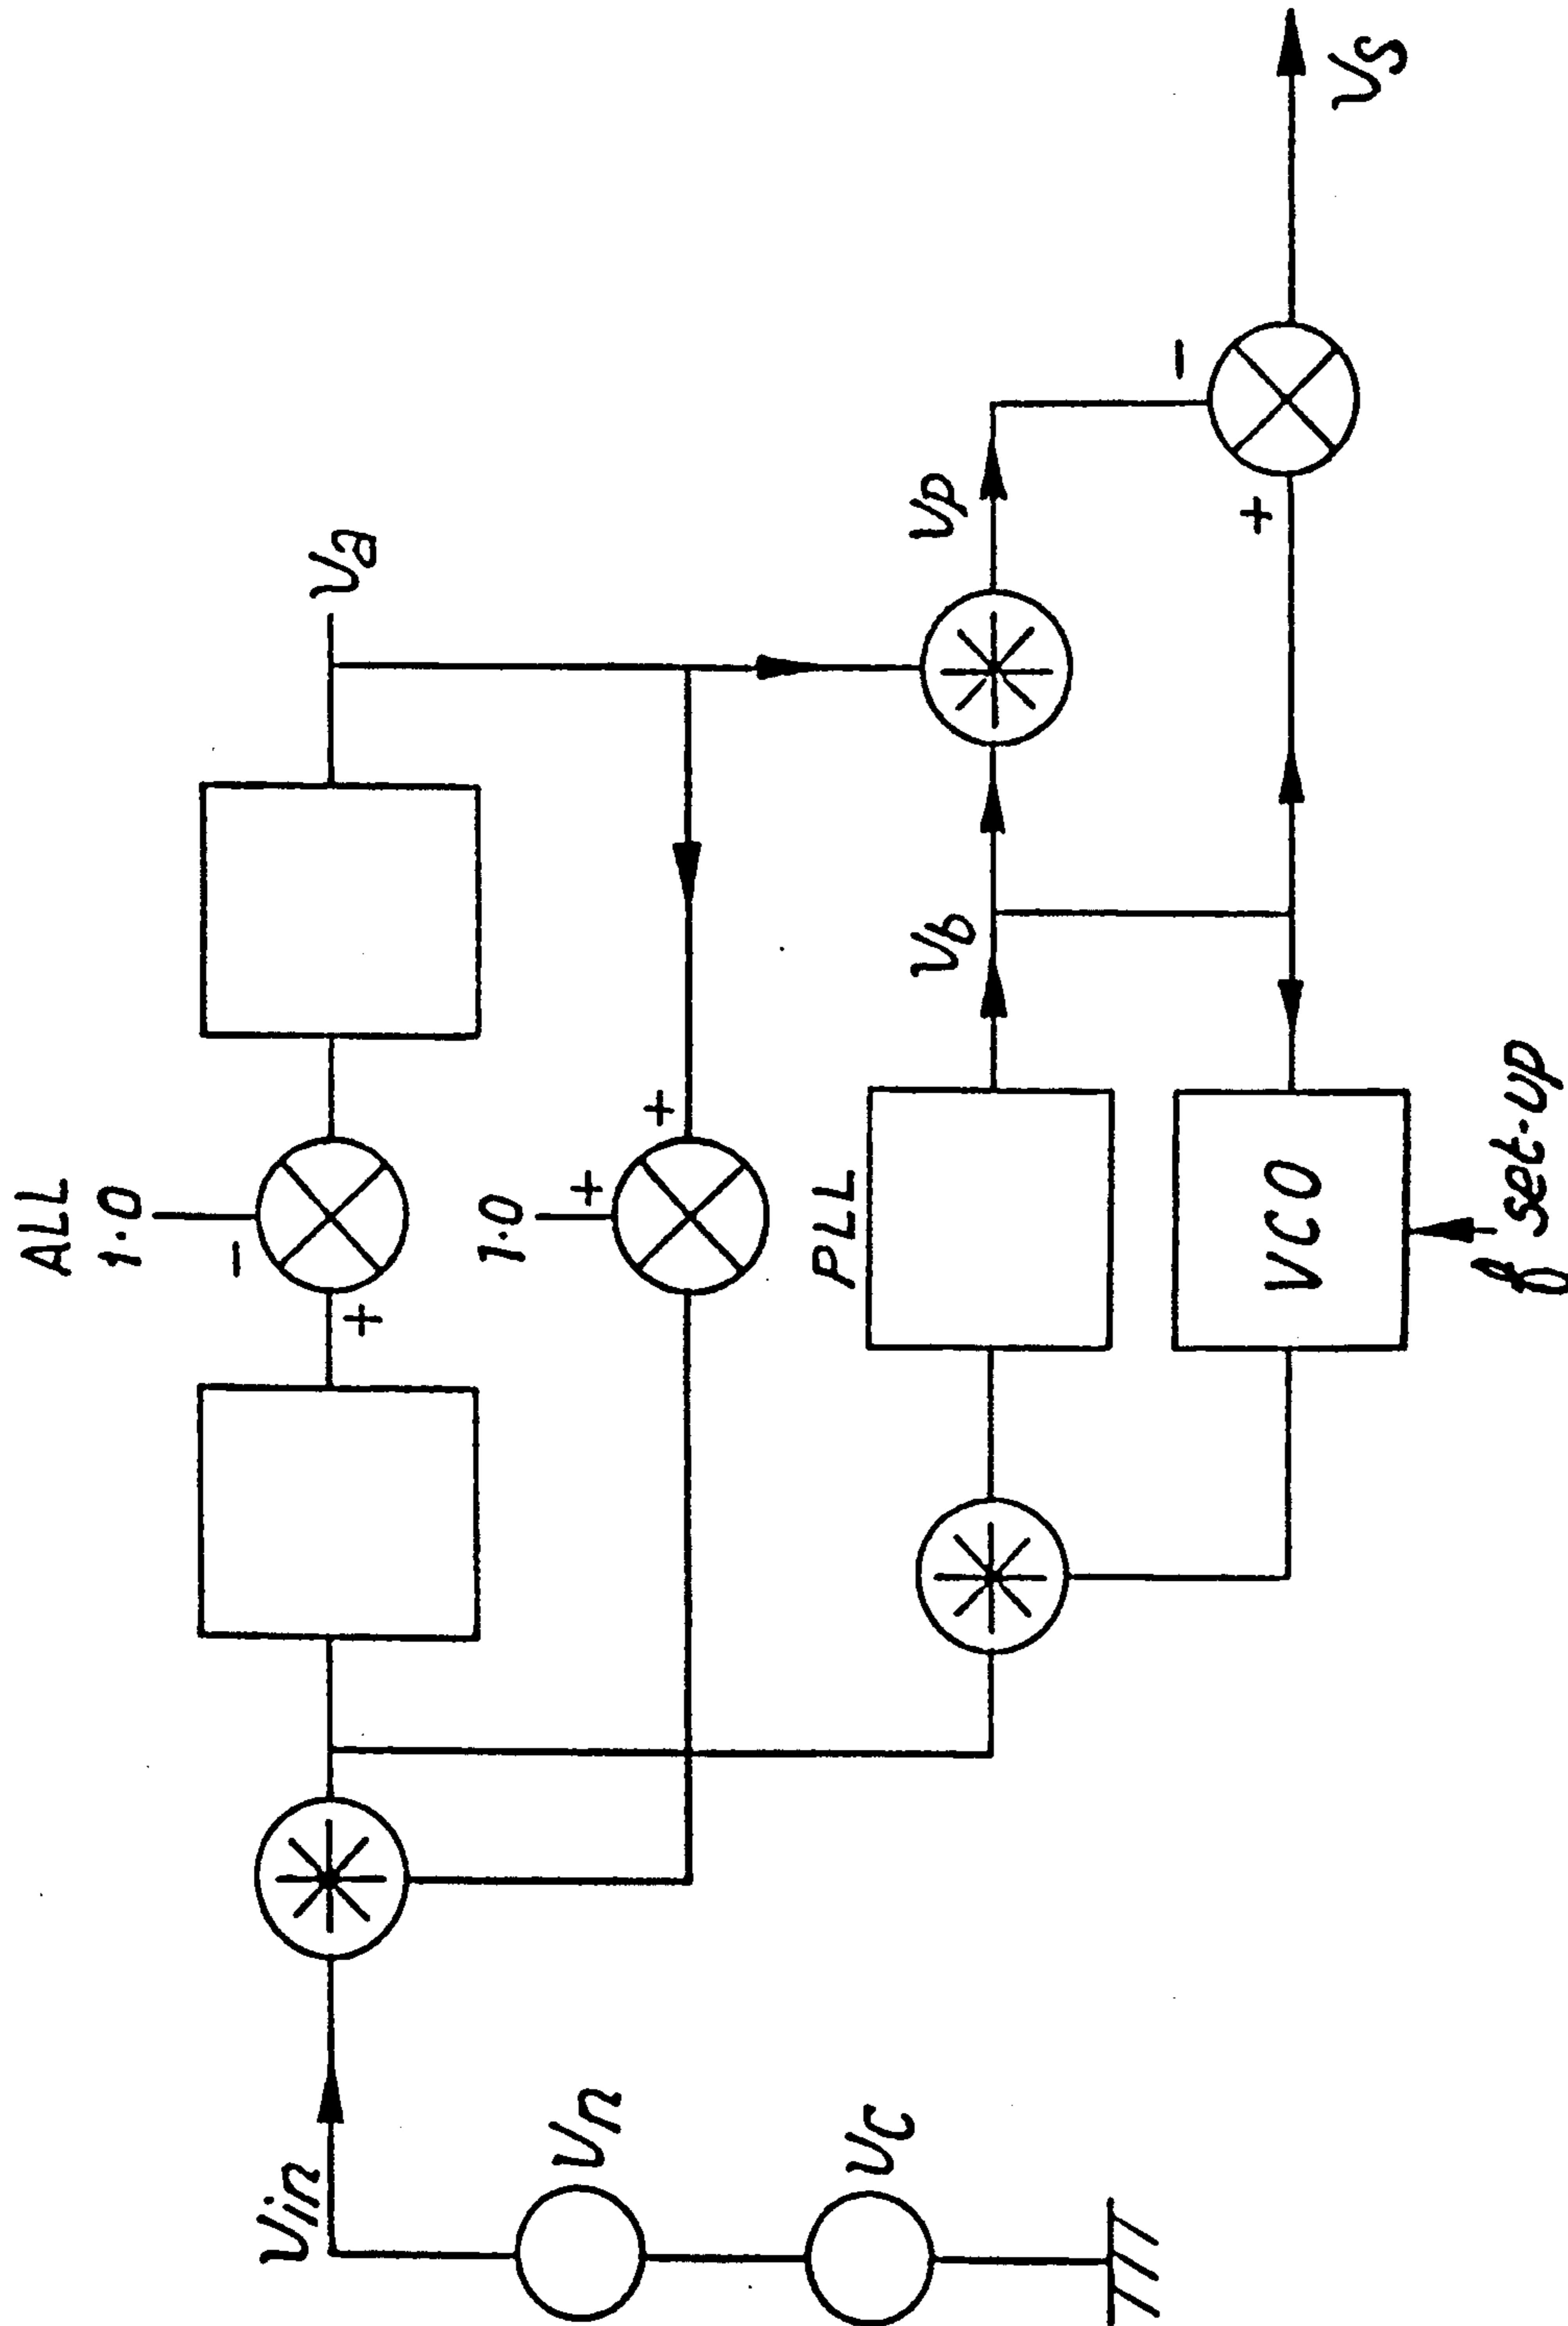 ALL
1.0
−
+
Va
1.0
+
+
PLL
Vin
Vn
Vc
Vb
Vp
VCO
f set-up
−
+
Vs